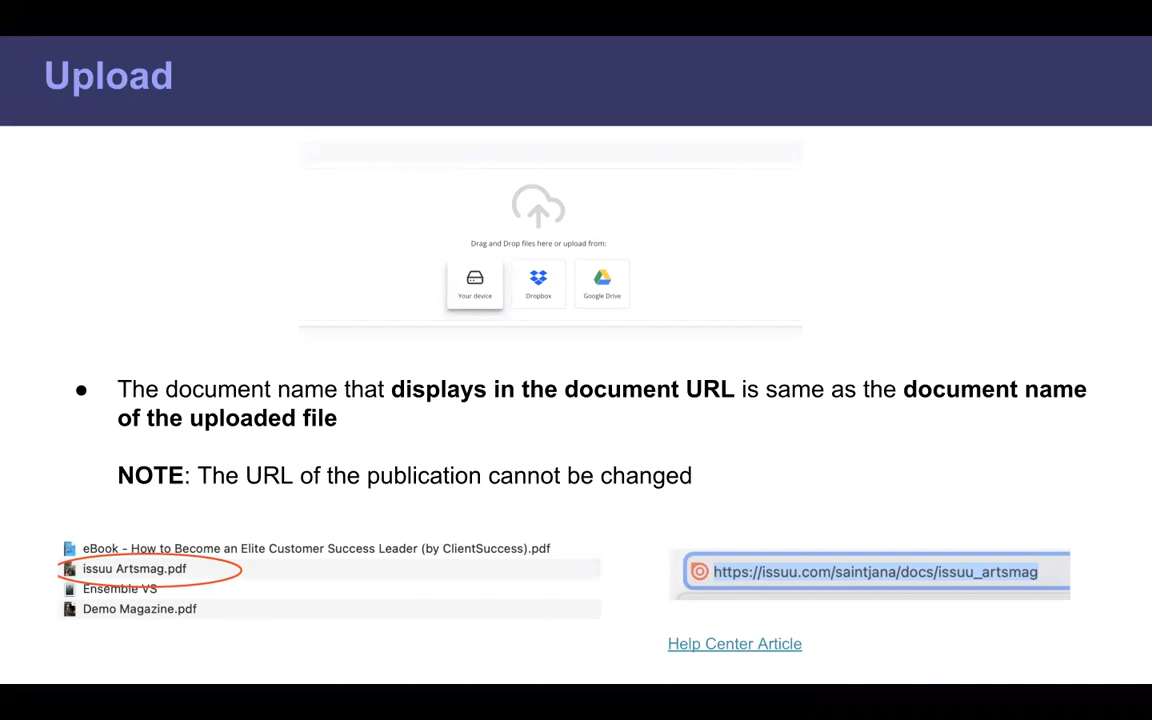 Upload
Drag and Drop files here or upload from:
Your device
Dropbox
Google Drive
● The document name that displays in the document URL is same as the document name
of the uploaded file
NOTE: The URL of the publication cannot be changed
eBook - How to Become an Elite Customer Success Leader (by ClientSuccess).pdf
issuu Artsmag.pdf
Ensemble VS
Demo Magazine.pdf
https://issuu.com/saintjana/docs/issuu_artsmag
Help Center Article